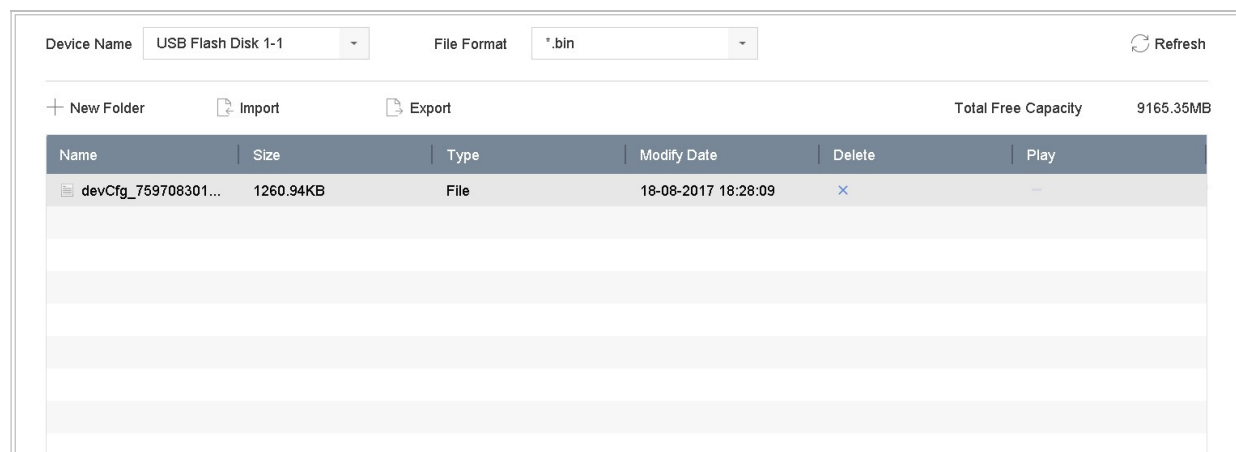 Device Name USB Flash Disk 1-1 File Format *.bin Refresh
New Folder Import Export Total Free Capacity 9165.35MB
Name Size Type Modify Date Delete Play
devCfg_759708301... 1260.94KB File 18-08-2017 18:28:09